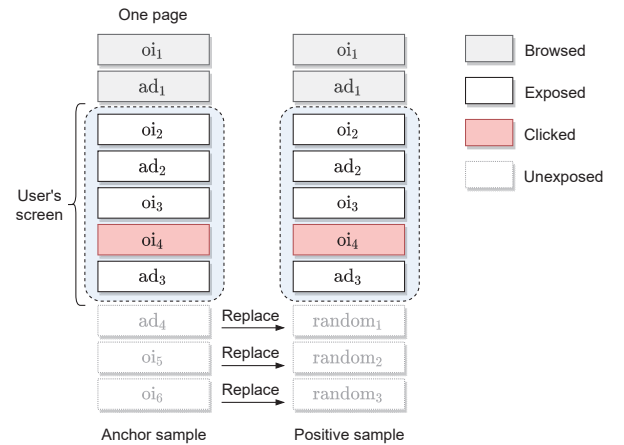 One page
oi₁
ad₁
oi₂
ad₂
oi₃
oi₄
ad₃
ad₄
oi₅
oi₆
Anchor sample
User's
screen
Replace
Replace
Replace
oi₁
ad₁
oi₂
ad₂
oi₃
oi₄
ad₃
random₁
random₂
random₃
Positive sample
Browsed
Exposed
Clicked
Unexposed